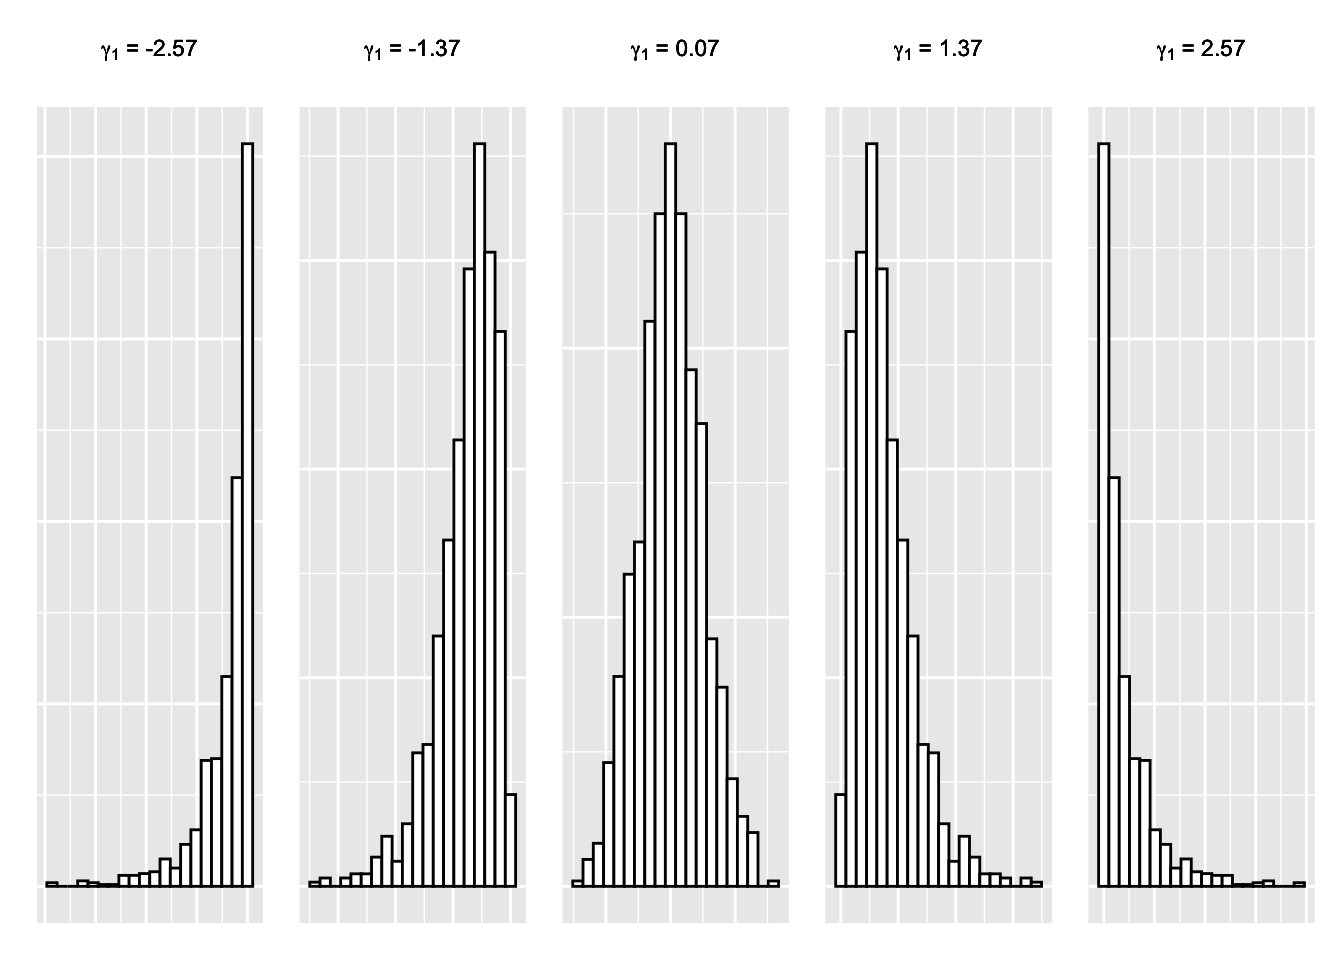 γ₁ = -2.57
γ₁ = -1.37
γ₁ = 0.07
γ₁ = 1.37
γ₁ = 2.57